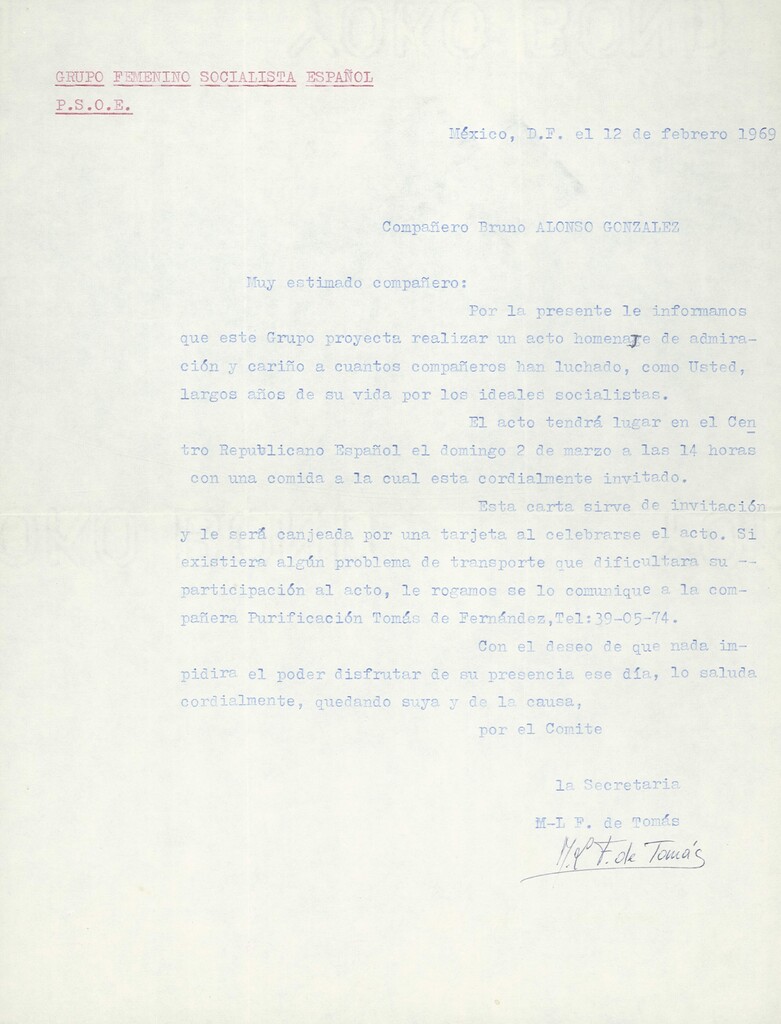 GRUPO FEMENINO SOCIALISTA ESPAÑOL
P.S.O.E.
México, D.F. el 12 de febrero 1969
Compañero Bruno ALONSO GONZALEZ
Muy estimado compañero:
Por la presente le informamos
que este Grupo proyecta realizar un acto homenaje de admira-
ción y cariño a cuantos compañeros han luchado, como Usted,
largos años de su vida por los ideales socialistas.
El acto tendrá lugar en el Cen
tro Republicano Español el domingo 2 de marzo a las 14 horas
con una comida a la cual esta cordialmente invitado.
Esta carta sirve de invitación
y le será canjeada por una tarjeta al celebrarse el acto. Si
existiera algún problema de transporte que dificultara su --
participación al acto, le rogamos se lo comunique a la com-
pañera Purificación Tomás de Fernández,Tel:39-05-74.
Con el deseo de que nada im-
pidira el poder disfrutar de su presencia ese día, lo saluda
cordialmente, quedando suya y de la causa,
por el Comite
la Secretaria
M-L F. de Tomás
M.L F. de Tomás